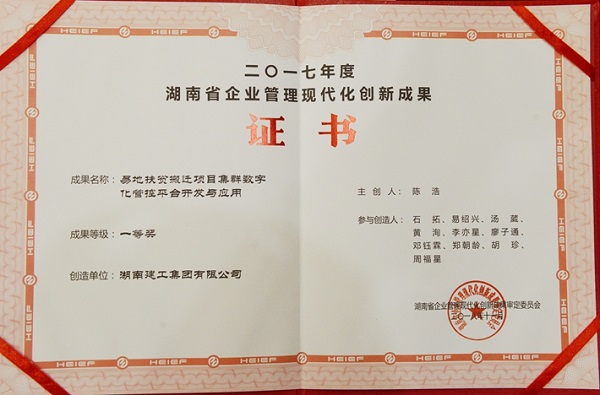 二〇一七年度
湖南省企业管理现代化创新成果
证书
成果名称：易地扶贫搬迁项目集群数字
化管控平台开发与应用
成果等级：一等奖
创造单位：湖南建工集团有限公司
主创人：陈浩
参与创造人：石拓、易绍兴、汤葳、
黄洵、李亦星、廖子通、
邓钰霖、郑朝龄、胡珍、
周福星
湖南省企业管理现代化创新成果审定委员会
HEIEF